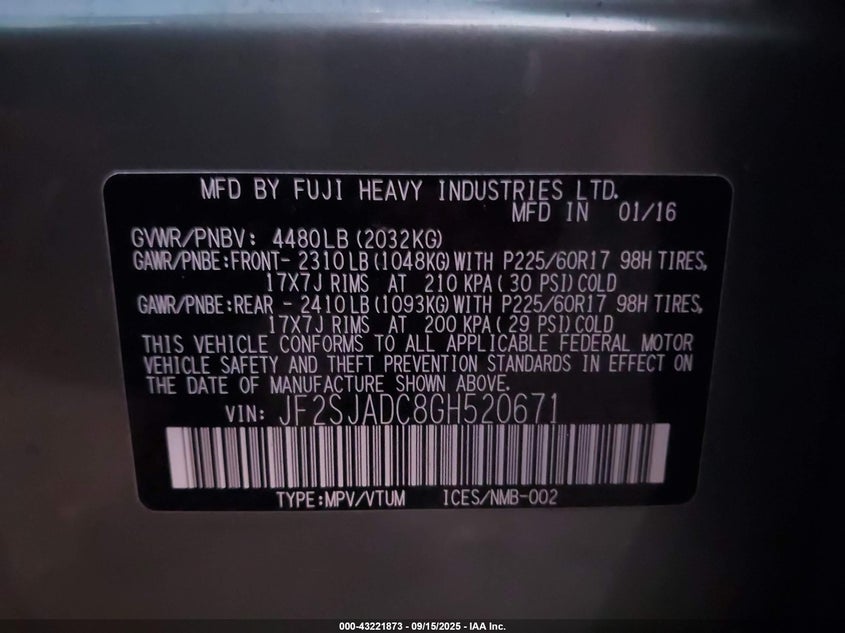 MFD BY FUJI HEAVY INDUSTRIES LTD.
MFD IN 01/16
GVWR/PNBV: 4480LB (2032KG)
GAWR/PNBE:FRONT- 2310LB (1048KG) WITH P225/60R17 98H TIRES,
17X7J RIMS AT 210 KPA (30 PSI) COLD
GAWR/PNBE:REAR - 2410LB (1093KG) WITH P225/60R17 98H TIRES,
17X7J RIMS AT 200 KPA (29 PSI) COLD
THIS VEHICLE CONFORMS TO ALL APPLICABLE FEDERAL MOTOR
VEHICLE SAFETY AND THEFT PREVENTION STANDARDS IN EFFECT ON
THE DATE OF MANUFACTURE SHOWN ABOVE.
VIN: JF2SJADC8GH520671
TYPE:MPV/VTUM ICES/NMB-002
000-43221873 - 09/15/2025 - IAA Inc.